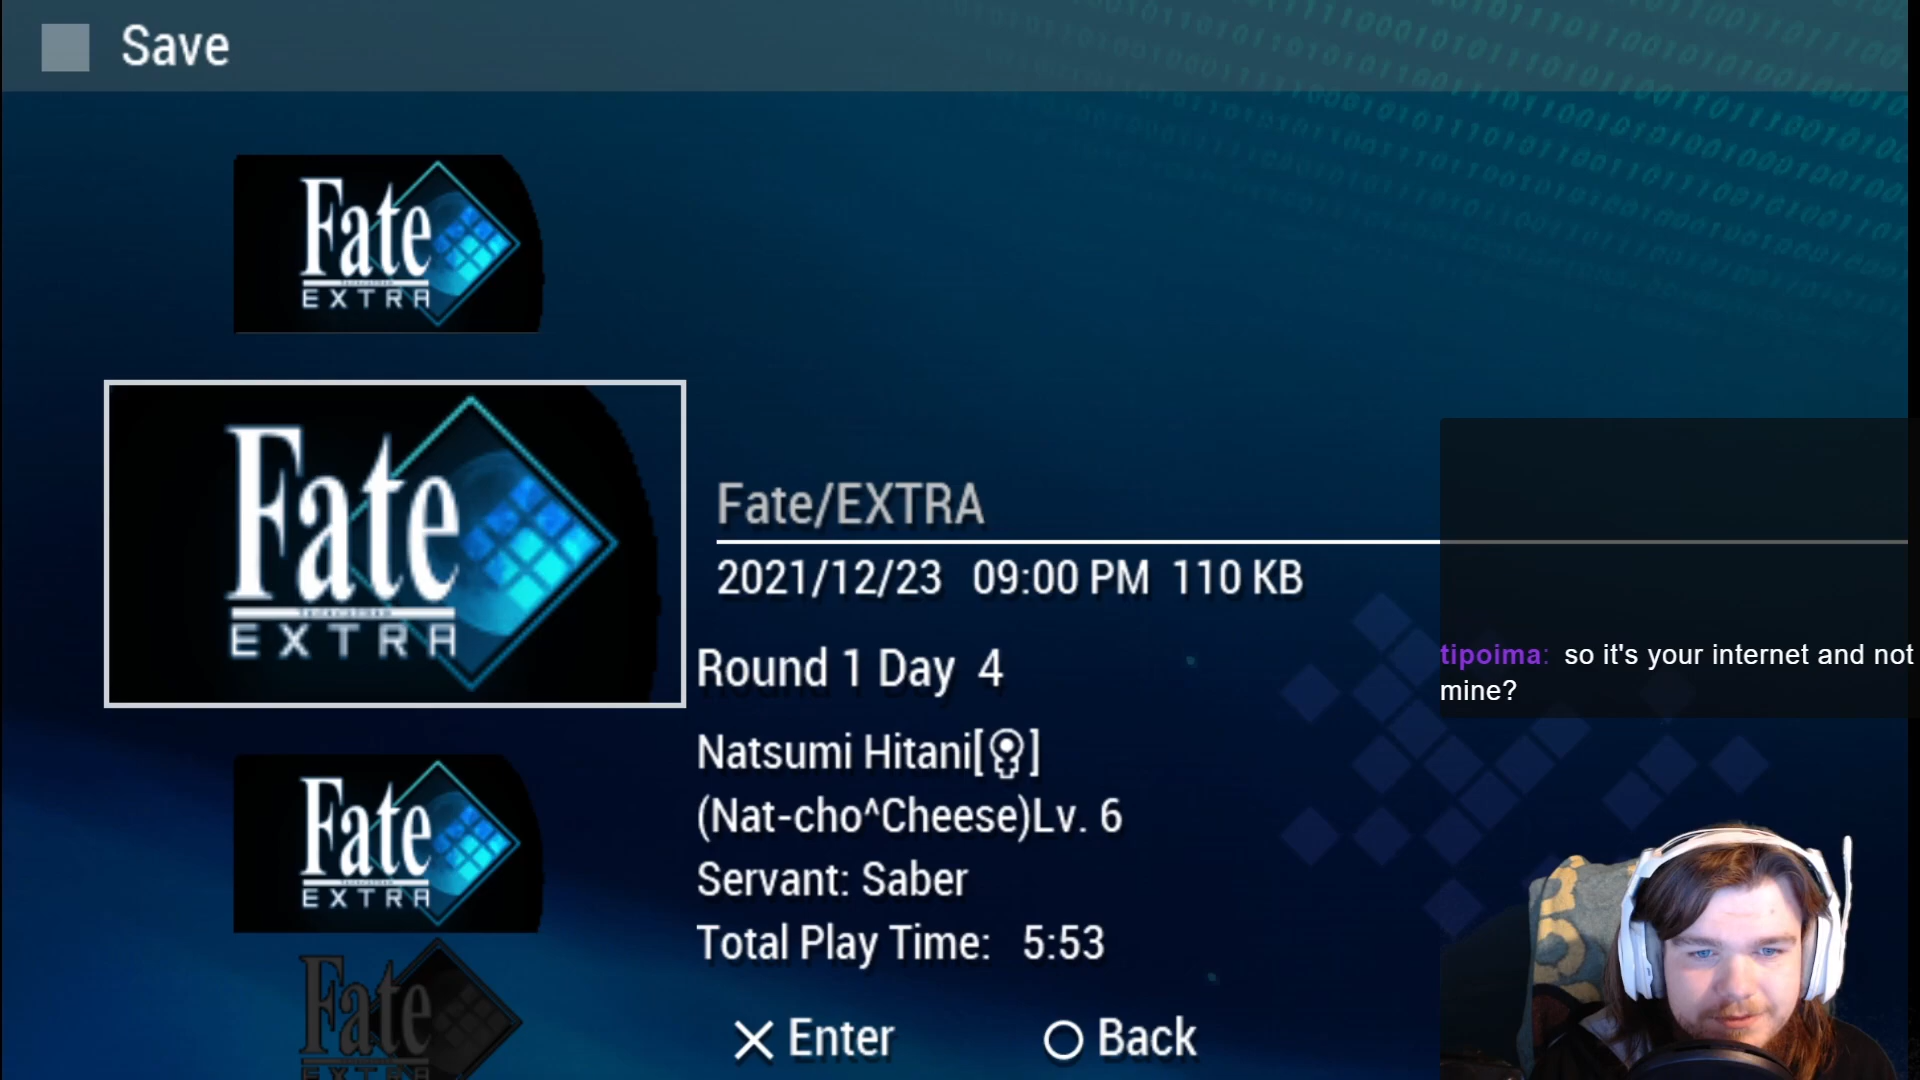 Save
Fate
EXTRA
Fate
EXTRA
Fate/EXTRA
2021/12/23 09:00 PM 110 KB
Round 1 Day 4
Natsumi Hitani[♀]
(Nat-cho^Cheese)Lv. 6
Servant: Saber
Total Play Time: 5:53
tipoima: so it's your internet and not
mine?
Fate
EXTRA
Fate
EXTRA
Enter
Back